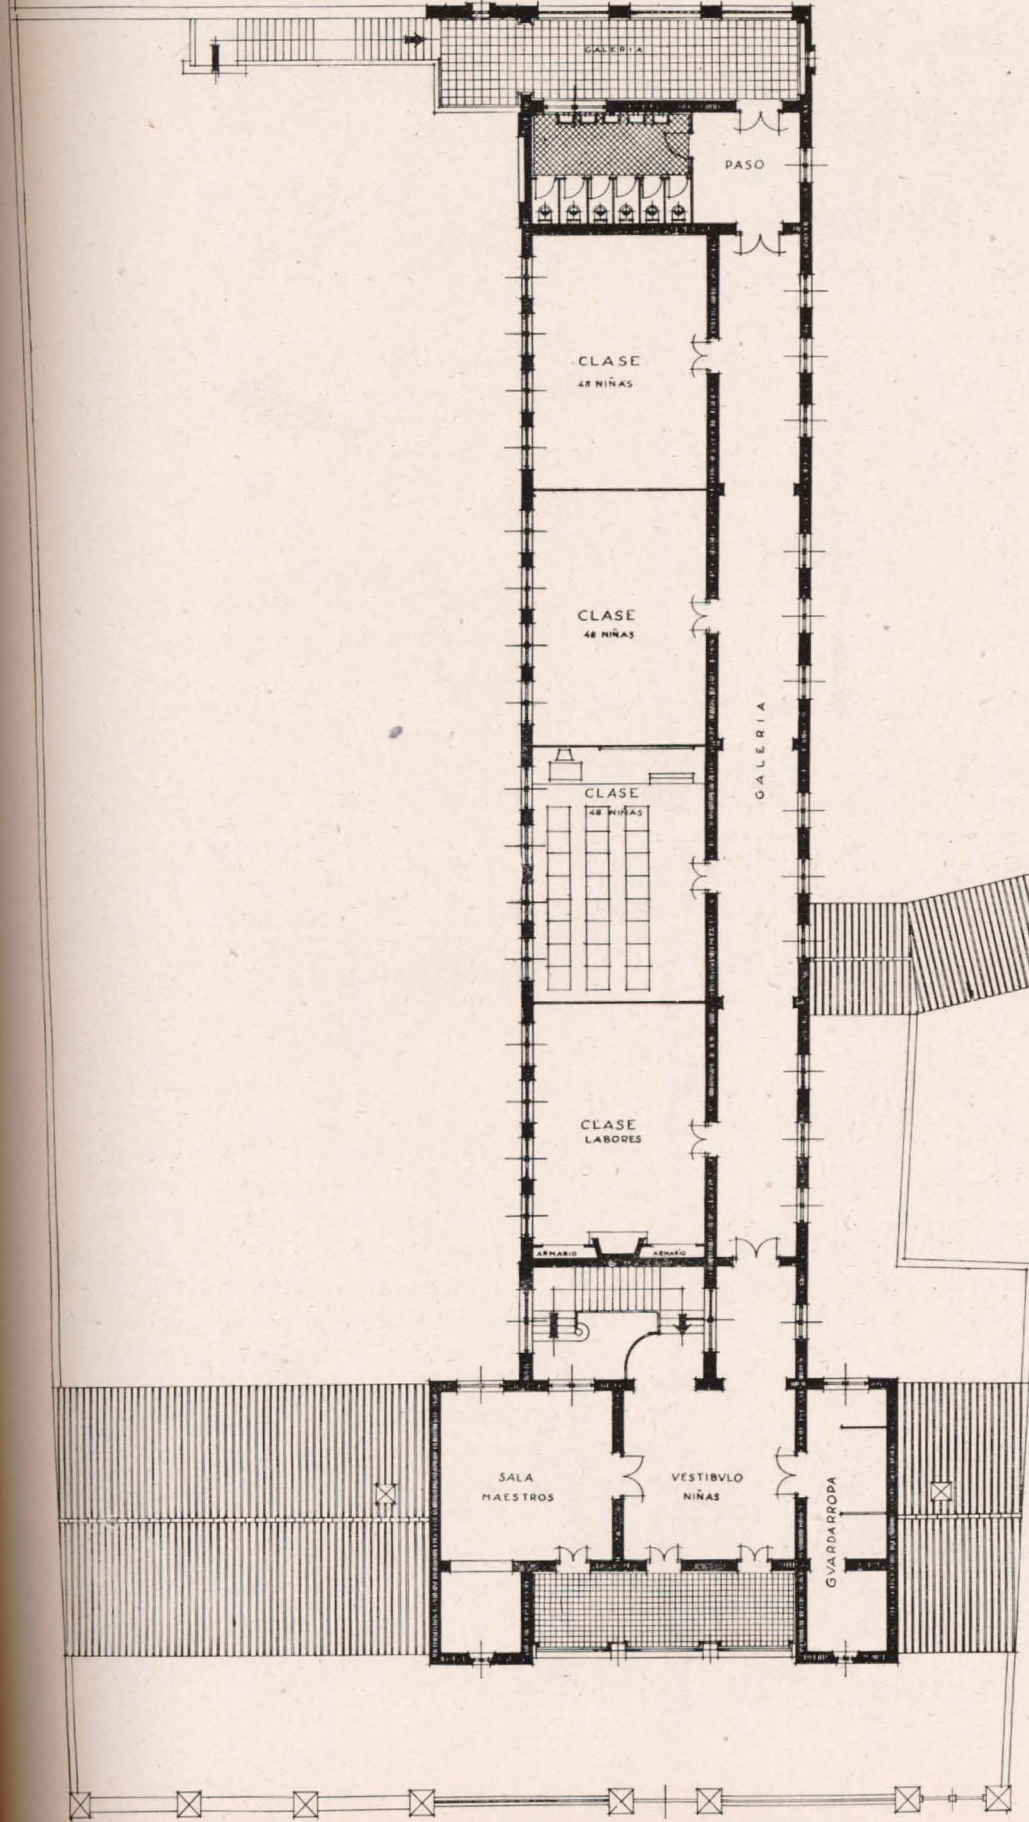 GALERIA
PASO
CLASE
48 NIÑAS
CLASE
48 NIÑAS
GALERIA
CLASE
48 NIÑAS
CLASE
LABORES
ARMARIO
ARMARIO
SALA
MAESTROS
VESTIBVLO
NIÑAS
GVARDARROPA